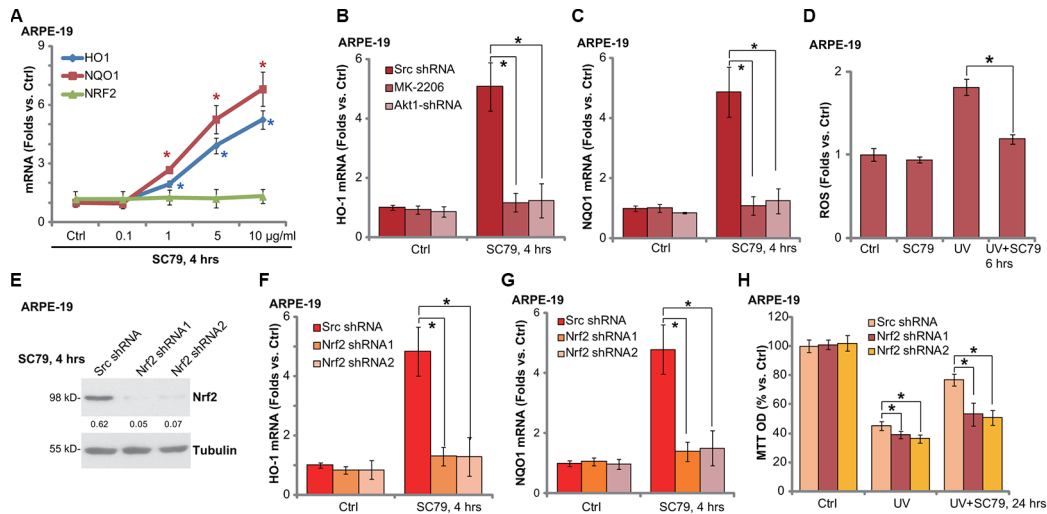 A
ARPE-19
mRNA (Folds vs. Ctrl)
9
6
3
0
HO1
NQO1
NRF2
*
*
*
*
*
*
Ctrl 0.1 1 5 10 µg/ml
SC79, 4 hrs
B
ARPE-19
HO-1 mRNA (Folds vs. Ctrl)
6
4
2
0
Src shRNA
MK-2206
Akt1-shRNA
*
*
Ctrl SC79, 4 hrs
C
ARPE-19
NQO1 mRNA (Folds vs. Ctrl)
6
4
2
0
*
*
Ctrl SC79, 4 hrs
D
ARPE-19
ROS (Folds vs. Ctrl)
2
1
0
*
Ctrl SC79 UV UV+SC79
6 hrs
E
ARPE-19
SC79, 4 hrs
Src shRNA
Nrf2 shRNA1
Nrf2 shRNA2
98 kD- Nrf2
0.62 0.05 0.07
55 kD- Tubulin
F
ARPE-19
HO-1 mRNA (Folds vs. Ctrl)
6
4
2
0
Src shRNA
Nrf2 shRNA1
Nrf2 shRNA2
*
*
Ctrl SC79, 4 hrs
G
ARPE-19
NQO1 mRNA (Folds vs. Ctrl)
6
4
2
0
Src shRNA
Nrf2 shRNA1
Nrf2 shRNA2
*
*
Ctrl SC79, 4 hrs
H
ARPE-19
MTT OD (% vs. Ctrl)
120
100
80
60
40
20
0
Src shRNA
Nrf2 shRNA1
Nrf2 shRNA2
*
*
*
*
Ctrl UV UV+SC79, 24 hrs